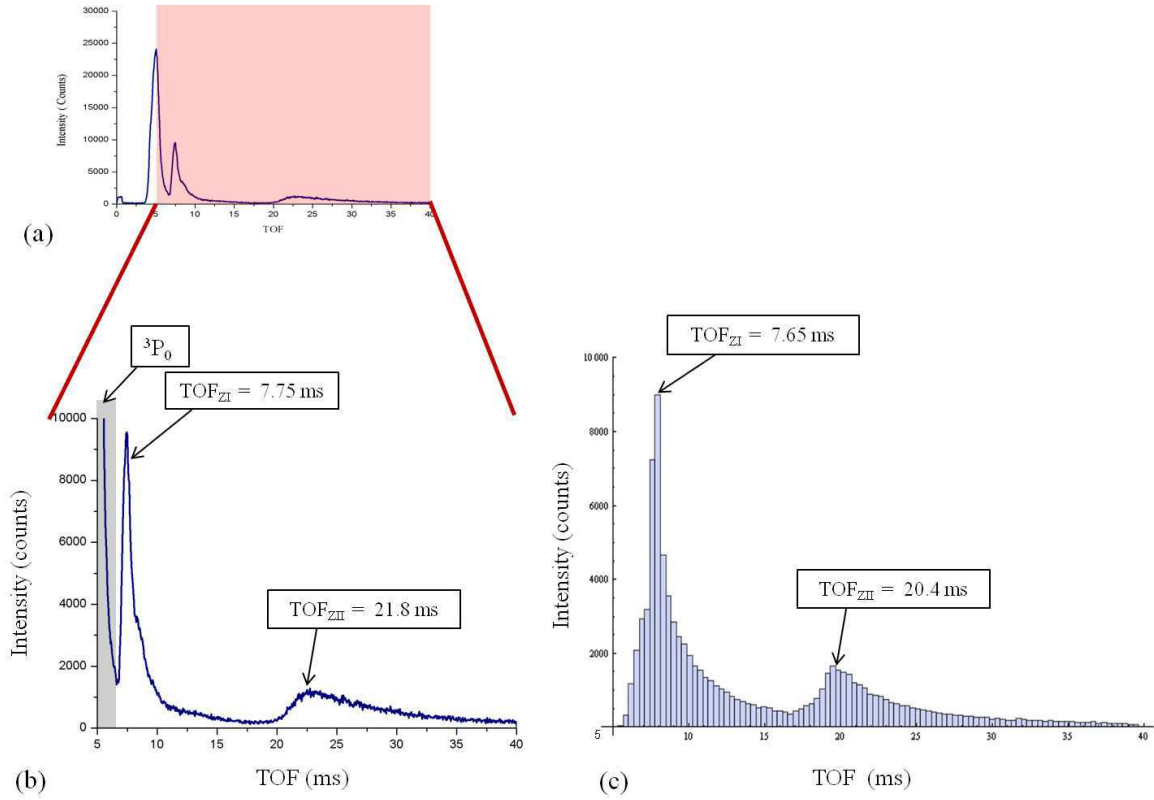 30000
25000
20000
15000
10000
5000
0
Intensity ( Counts)
0 5 10 15 20 25 30 35 40
TOF
(a)
³P₀
TOF_ZI = 7.75 ms
TOF_ZII = 21.8 ms
10000
8000
6000
4000
2000
0
Intensity (counts)
5 10 15 20 25 30 35 40
TOF (ms)
(b)
TOF_ZI = 7.65 ms
TOF_ZII = 20.4 ms
10 000
8000
6000
4000
2000
Intensity (counts)
5 10 15 20 25 30 35 40
TOF (ms)
(c)